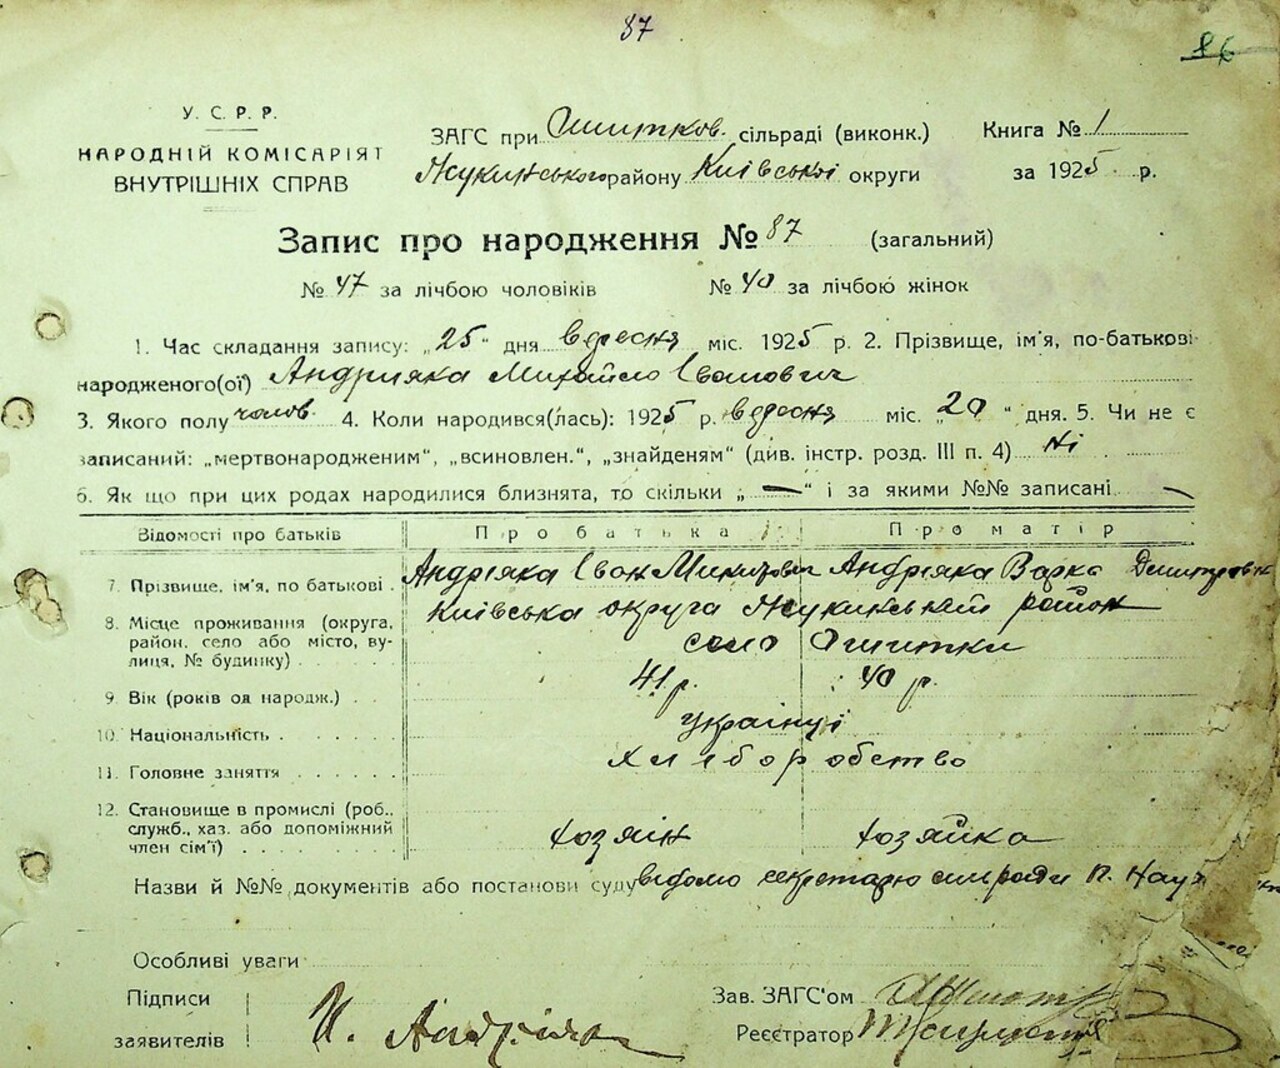 87
86
У. С. Р. Р.
НАРОДНІЙ КОМІСАРІЯТ
ВНУТРІШНІХ СПРАВ
ЗАГС при Ошитков. сільраді (виконк.)
Жукинського району Київської округи
Книга № 1
за 1925 р.
Запис про народження № 87 (загальний)
№ 47 за лічбою чоловіків № 40 за лічбою жінок
1. Час складання запису: „25" дня вересня міс. 1925 р. 2. Прізвище, ім'я, по-батькові
народженого(ої) Андріяка Михайло Іванович
3. Якого полу чолов. 4. Коли народився(лась): 1925 р. вересня міс. „20" дня. 5. Чи не є
записаний: „мертвонародженим", „всиновлен.", „знайденям" (див. інстр. розд. III п. 4) Ні
6. Як що при цих родах народилися близнята, то скільки „—" і за якими №№ записані —
Відомості про батьків Про батька Про матір
7. Прізвище, ім'я, по батькові . Андріяка Іван Андріяка Варка
8. Місце проживання (округа, район, село або місто, вулиця, № будинку) . . . . . Київська округа Жукинський район
село Ошитки
9. Вік (років од народж.) . . 41 р. 40 р.
10. Національність . . . . . українці
11. Головне заняття . . . . . . хліборобство
12. Становище в промислі (роб., служб., хаз. або допоміжний член сім'ї) . . . . . . . . хозяїн хозяйка
Назви й №№ документів або постанови суду відомо секретарю
Особливі уваги
Підписи
заявителів
Зав. ЗАГС'ом
Реєстратор